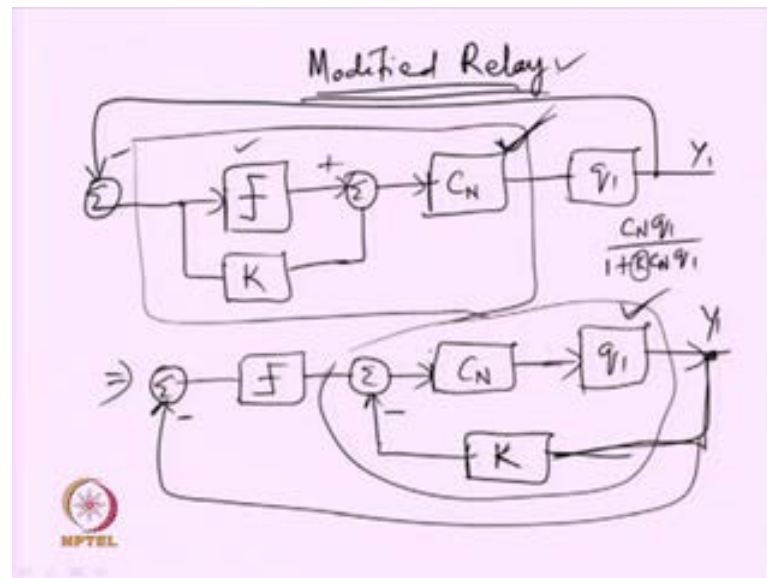 Modified Relay ✓
Σ
−
✓
+
Σ
C_N
q_1
Y_1
K
C_N q_1
1 + K C_N q_1
⇒ Σ
−
Σ
−
C_N
q_1
Y_1
K
NPTEL